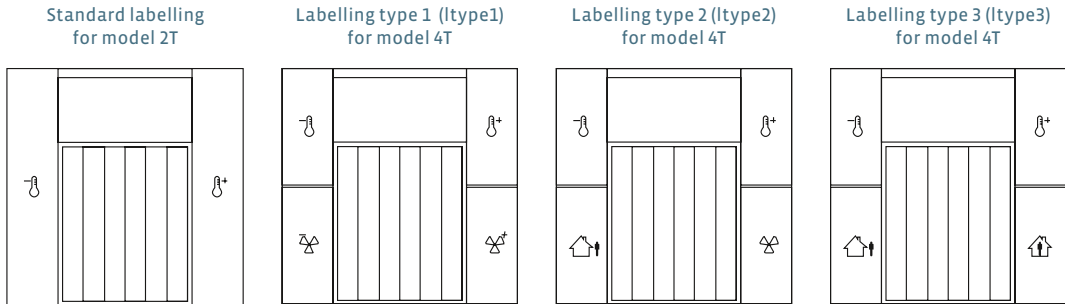 Standard labelling
for model 2T
Labelling type 1 (ltype1)
for model 4T
Labelling type 2 (ltype2)
for model 4T
Labelling type 3 (ltype3)
for model 4T